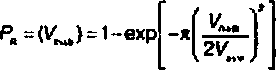 P_R = (V_hub) = 1 − exp[−π(V_hub / 2V_ave)^2]